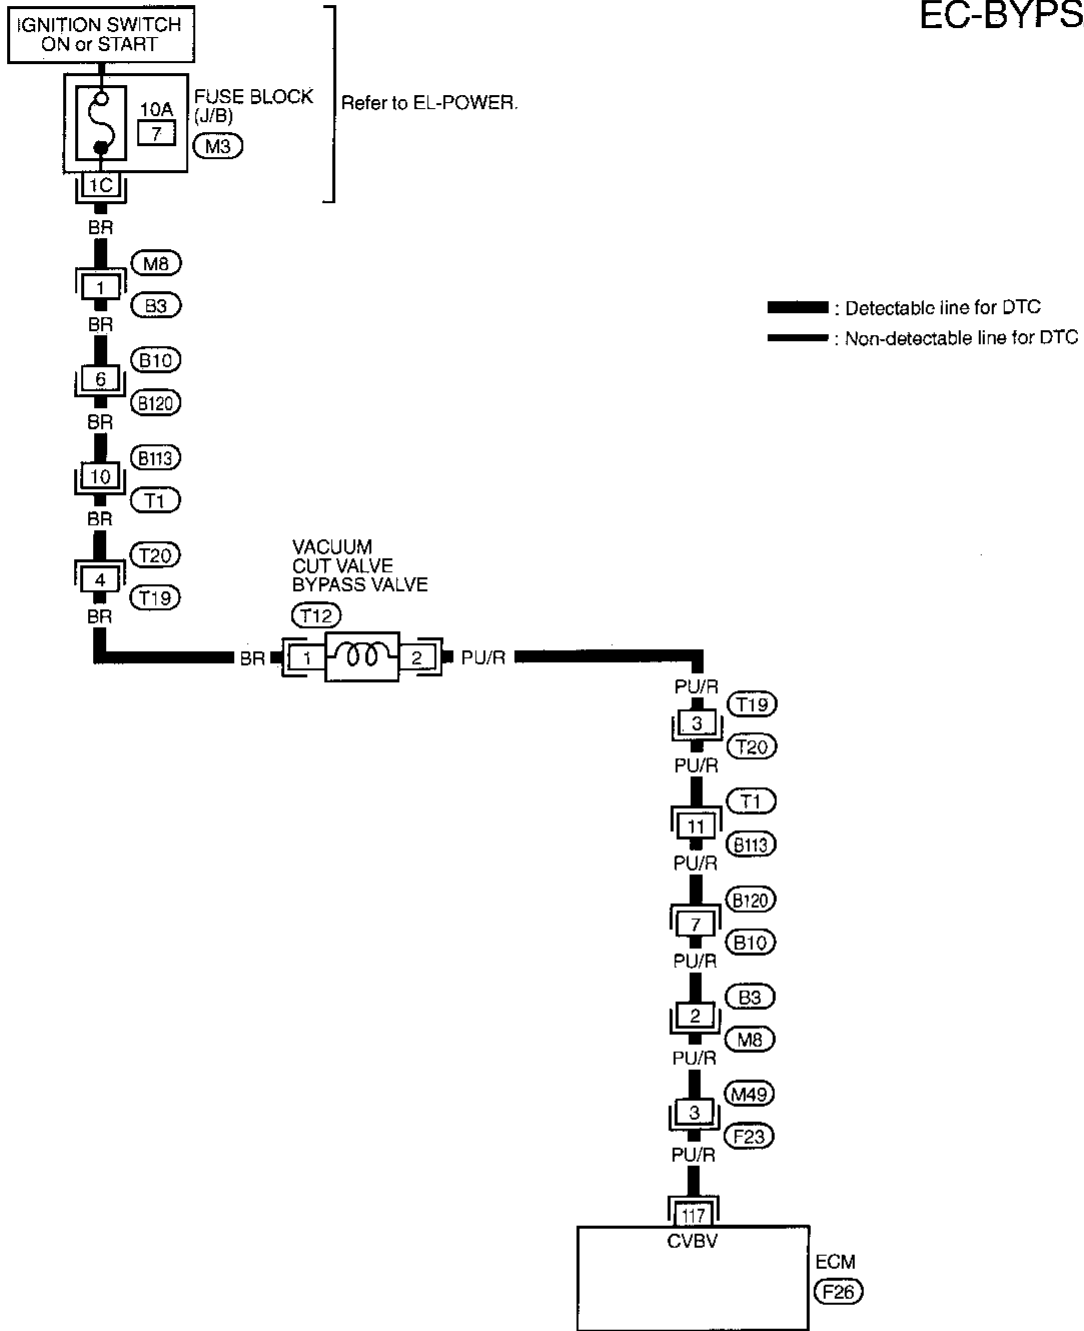 EC-BYPS
IGNITION SWITCH
ON or START
10A
7
FUSE BLOCK
(J/B)
M3
Refer to EL-POWER.
1C
BR
1
M8
B3
BR
6
B10
B120
BR
10
B113
T1
BR
4
T20
T19
BR
: Detectable line for DTC
: Non-detectable line for DTC
VACUUM
CUT VALVE
BYPASS VALVE
T12
BR
1
2
PU/R
PU/R
3
T19
T20
PU/R
11
T1
B113
PU/R
7
B120
B10
PU/R
2
B3
M8
PU/R
3
M49
F23
PU/R
117
CVBV
ECM
F26